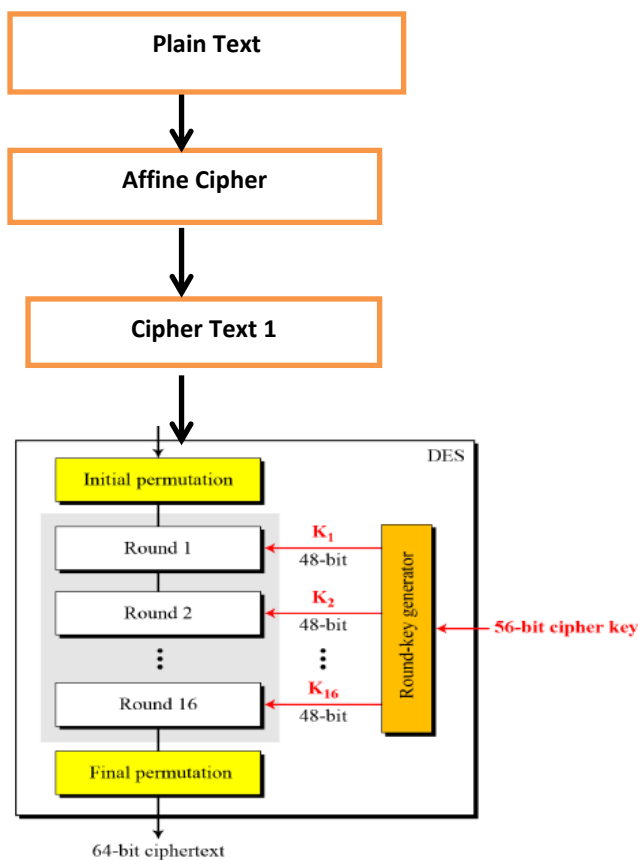 Plain Text
Affine Cipher
Cipher Text 1
DES
Initial permutation
Round 1
K1
48-bit
Round 2
K2
48-bit
Round-key generator
56-bit cipher key
Round 16
K16
48-bit
Final permutation
64-bit ciphertext